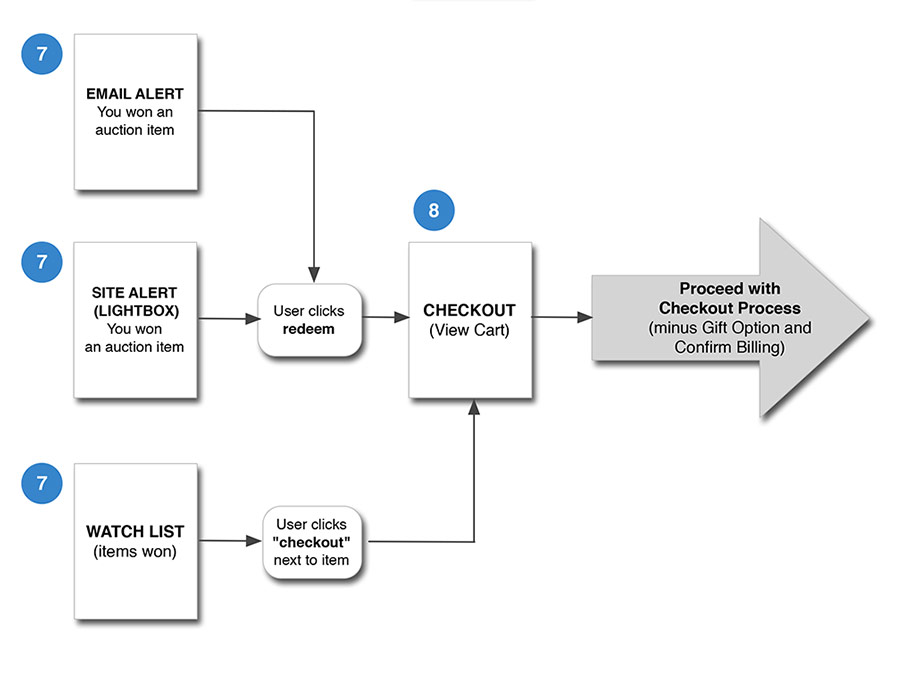 7
EMAIL ALERT
You won an
auction item
7
SITE ALERT
(LIGHTBOX)
You won
an auction item
User clicks
redeem
8
CHECKOUT
(View Cart)
Proceed with
Checkout Process
(minus Gift Option and
Confirm Billing)
7
WATCH LIST
(items won)
User clicks
"checkout"
next to item